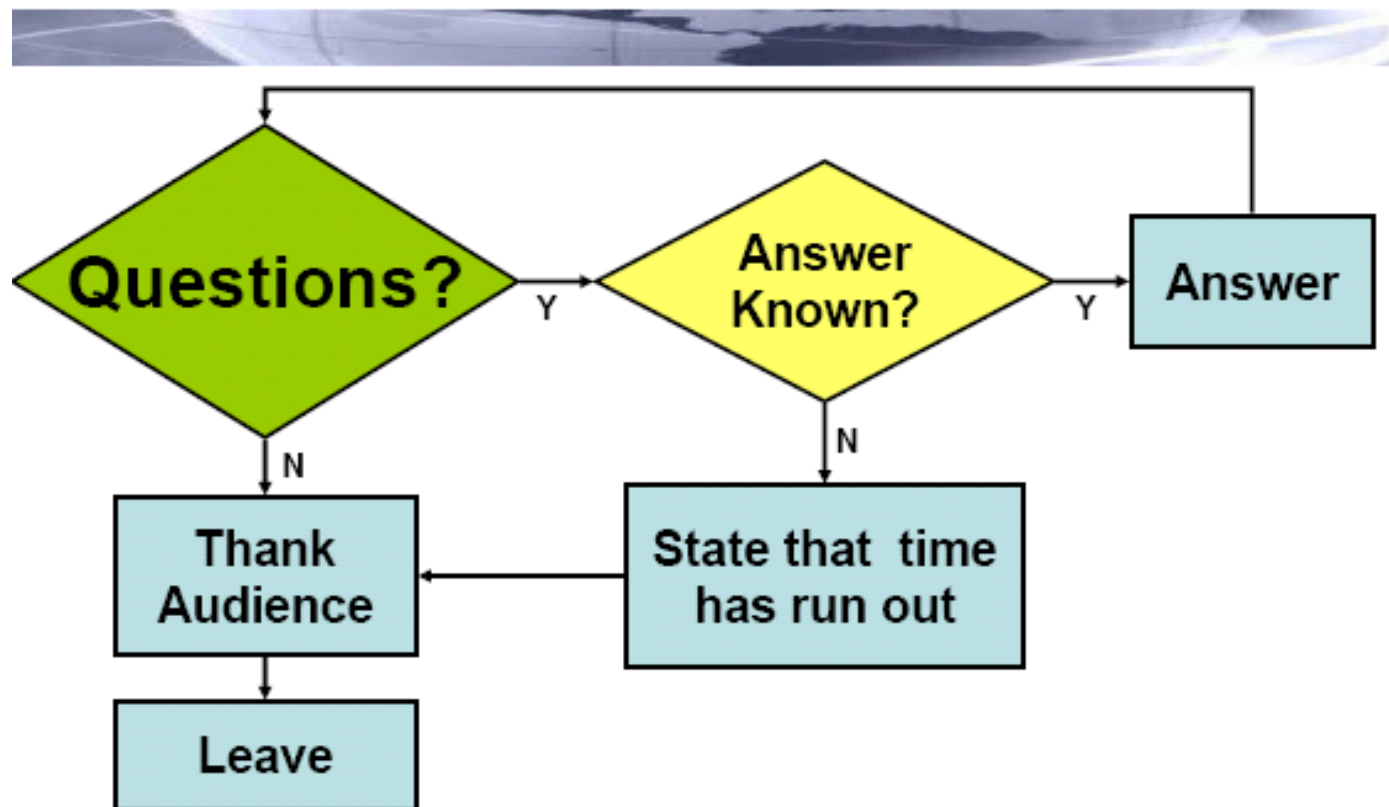 Questions?
Y
Answer
Known?
Y
Answer
N
N
Thank
Audience
State that time
has run out
Leave